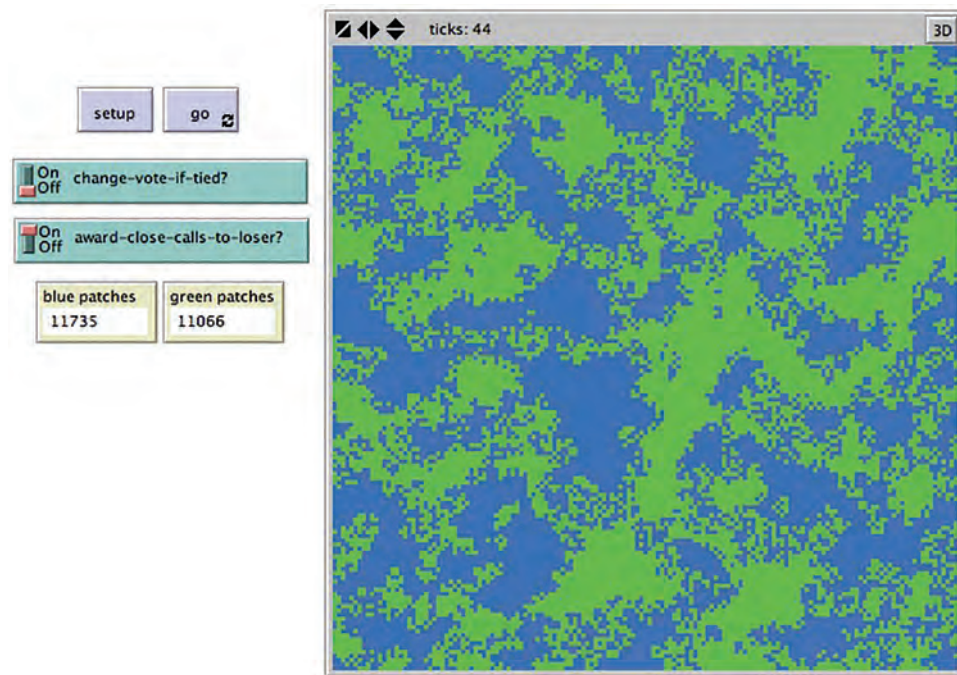 ticks: 44
3D
setup
go
On
Off
change-vote-if-tied?
On
Off
award-close-calls-to-loser?
blue patches
11735
green patches
11066